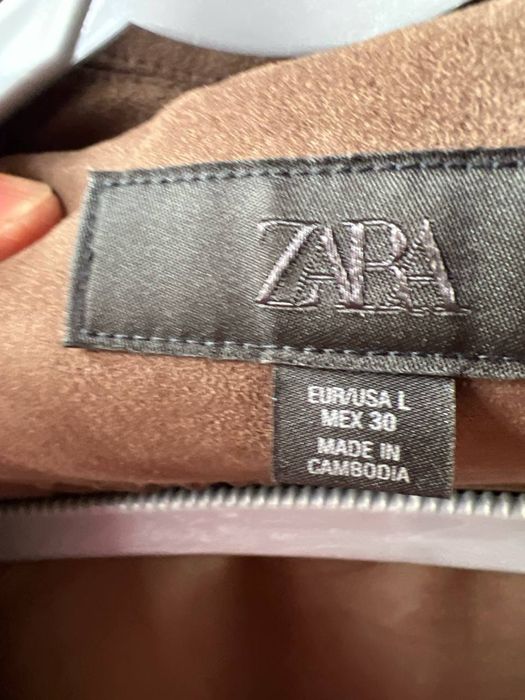 ZARA
EUR/USA L
MEX 30
MADE IN
CAMBODIA